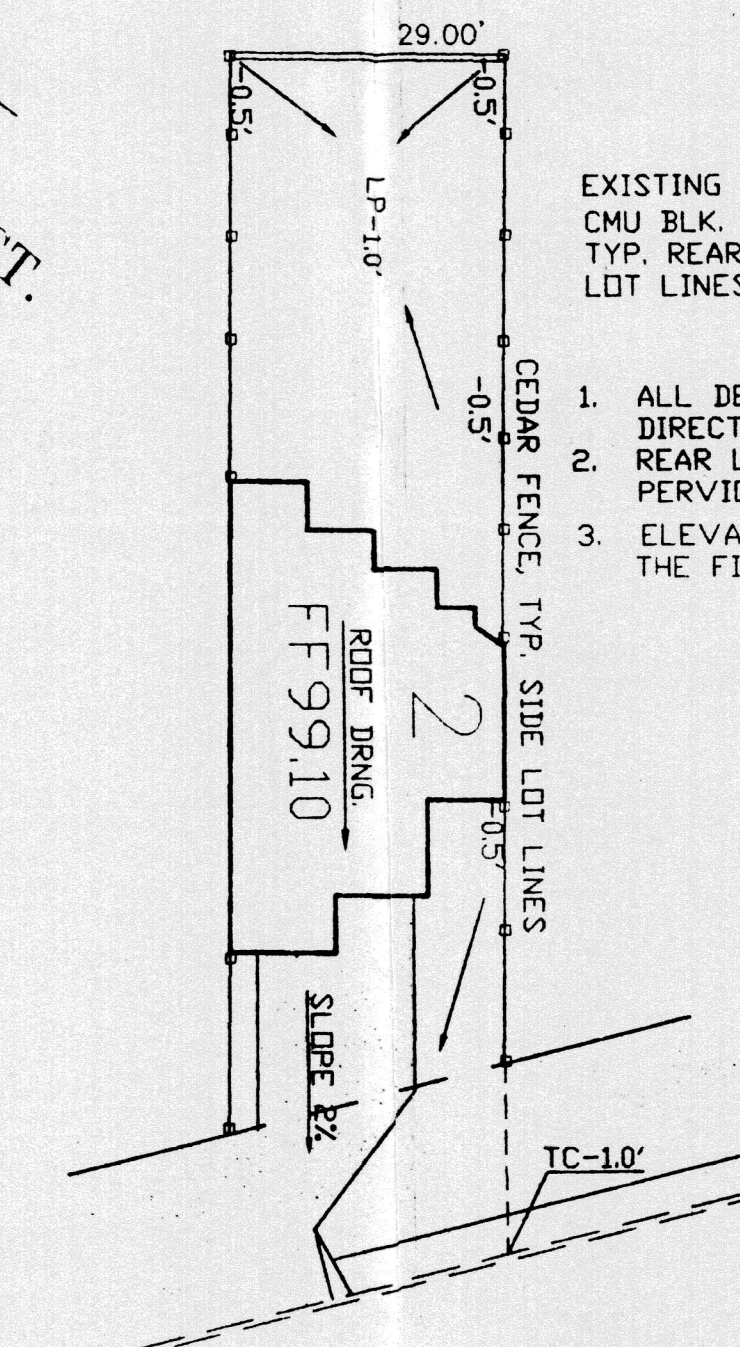 29.00'
-0.5'
-0.5'
LP-1.0'
EXISTING
CMU BLK.
TYP. REAR
LOT LINES
-0.5'
CEDAR FENCE, TYP. SIDE LOT LINES
1. ALL DE
DIRECT
2. REAR L
PERVIO
3. ELEVA
THE FI
ROOF DRNG.
FF99.10
2
-0.5'
SLOPE 2%
TC-1.0'